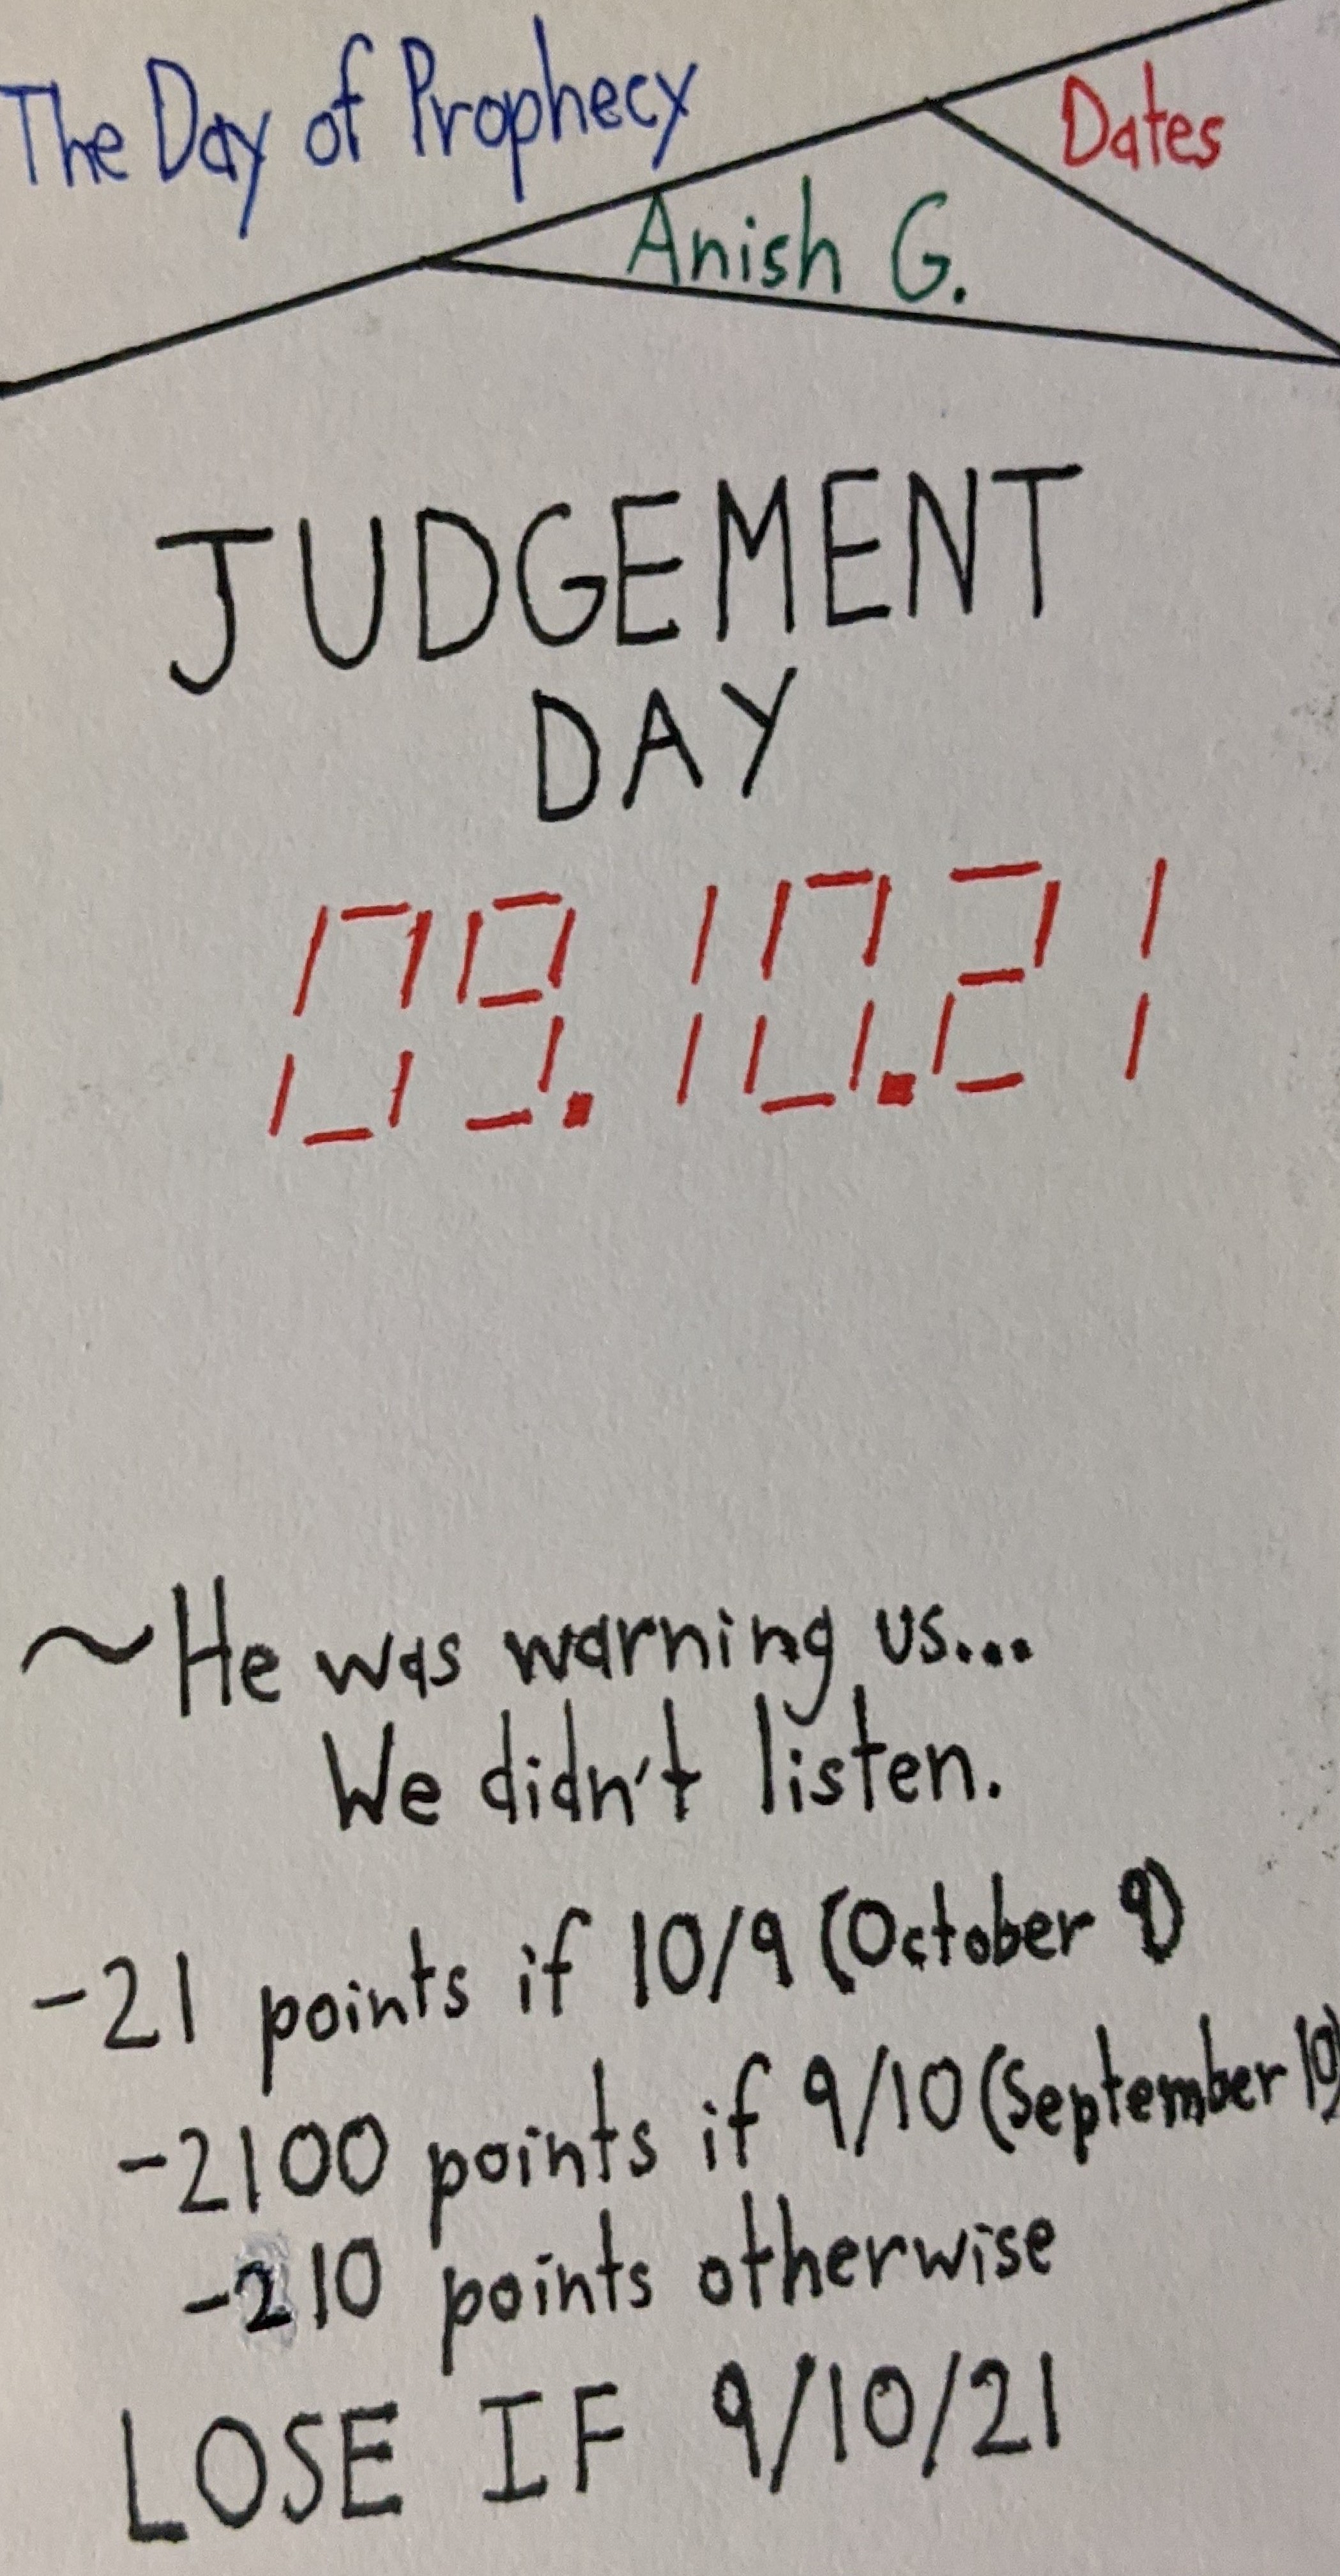 The Day of Prophecy
Anish G.
Dates
JUDGEMENT
DAY
09.10.21
~He was warning us...
We didn't listen.
-21 points if 10/9 (October 9)
-2100 points if 9/10 (September 10)
-210 points otherwise
LOSE IF 9/10/21